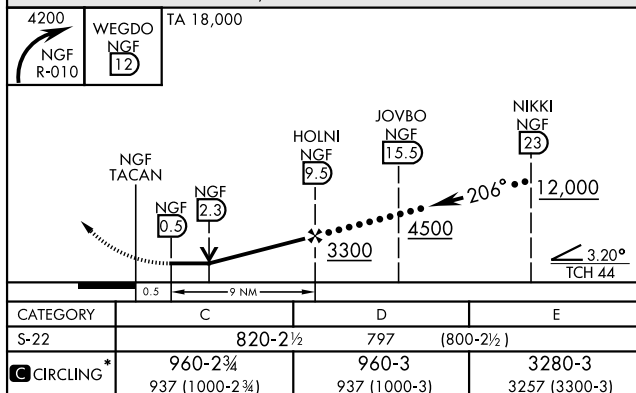 4200
NGF
R-010
WEGDO
NGF
12
TA 18,000
NIKKI
NGF
23
JOVBO
NGF
15.5
HOLNI
NGF
9.5
NGF
TACAN
NGF
2.3
NGF
0.5
206°
12,000
4500
3300
3.20°
TCH 44
0.5
9 NM
CATEGORY C D E
S-22 820-2½ 797 (800-2½)
C CIRCLING* 960-2¾ 960-3 3280-3
937 (1000-2¾) 937 (1000-3) 3257 (3300-3)